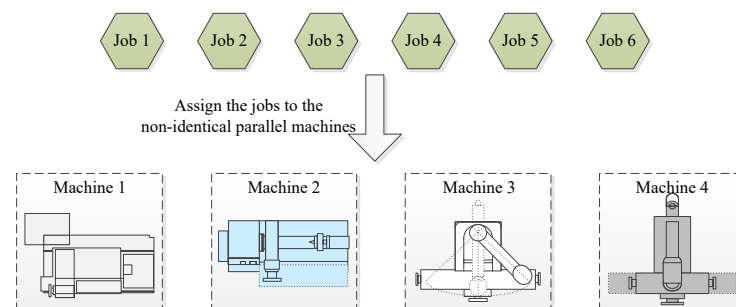 Job 1
Job 2
Job 3
Job 4
Job 5
Job 6
Assign the jobs to the
non-identical parallel machines
Machine 1
Machine 2
Machine 3
Machine 4